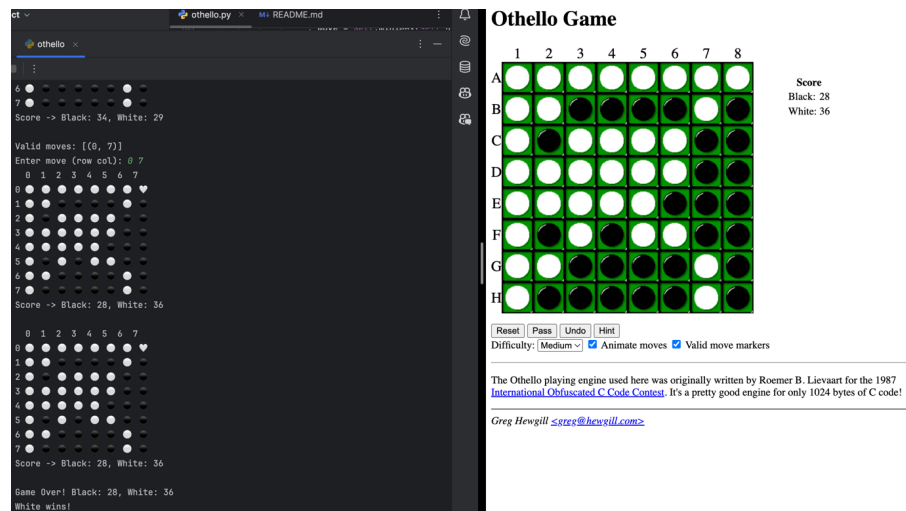 ct
othello.py × M↓ README.md
othello ×
6
7
Score -> Black: 34, White: 29
Valid moves: [(0, 7)]
Enter move (row col): 0 7
0 1 2 3 4 5 6 7
0
1
2
3
4
5
6
7
Score -> Black: 28, White: 36
0 1 2 3 4 5 6 7
0
1
2
3
4
5
6
7
Score -> Black: 28, White: 36
Game Over! Black: 28, White: 36
White wins!
Othello Game
1 2 3 4 5 6 7 8
A
B
C
D
E
F
G
H
Score
Black: 28
White: 36
Reset Pass Undo Hint
Difficulty: Medium Animate moves Valid move markers
The Othello playing engine used here was originally written by Roemer B. Lievaart for the 1987
International Obfuscated C Code Contest. It's a pretty good engine for only 1024 bytes of C code!
Greg Hewgill <greg@hewgill.com>